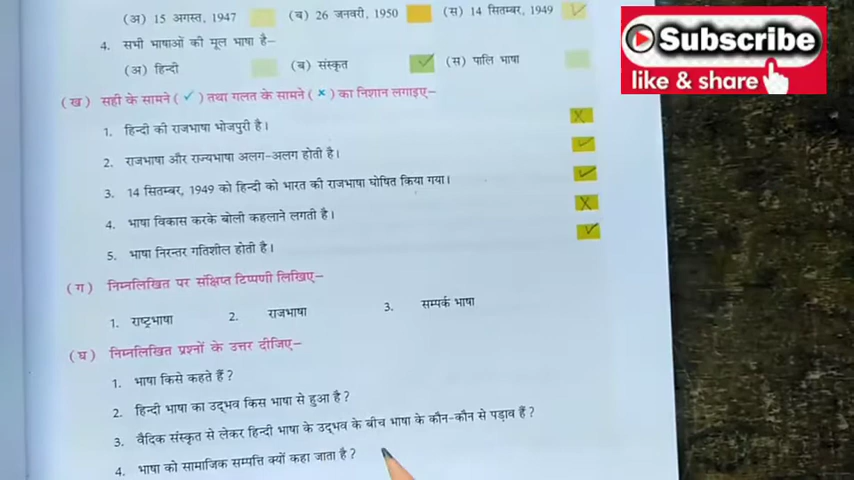 (अ) 15 अगस्त, 1947 (ब) 26 जनवरी, 1950 (स) 14 सितम्बर, 1949 ✓
4. सभी भाषाओं की मूल भाषा है–
(अ) हिन्दी (ब) संस्कृत ✓ (स) पालि भाषा
(ख) सही के सामने (✓) तथा गलत के सामने (×) का निशान लगाइए–
1. हिन्दी की राजभाषा भोजपुरी है। X
2. राजभाषा और राज्यभाषा अलग-अलग होती है। ✓
3. 14 सितम्बर, 1949 को हिन्दी को भारत की राजभाषा घोषित किया गया। ✓
4. भाषा विकास करके बोली कहलाने लगती है। X
5. भाषा निरन्तर गतिशील होती है। ✓
(ग) निम्नलिखित पर संक्षिप्त टिप्पणी लिखिए–
1. राष्ट्रभाषा 2. राजभाषा 3. सम्पर्क भाषा
(घ) निम्नलिखित प्रश्नों के उत्तर दीजिए–
1. भाषा किसे कहते हैं?
2. हिन्दी भाषा का उद्भव किस भाषा से हुआ है?
3. वैदिक संस्कृत से लेकर हिन्दी भाषा के उद्भव के बीच भाषा के कौन-कौन से पड़ाव हैं?
4. भाषा को सामाजिक सम्पत्ति क्यों कहा जाता है?
Subscribe
like & share